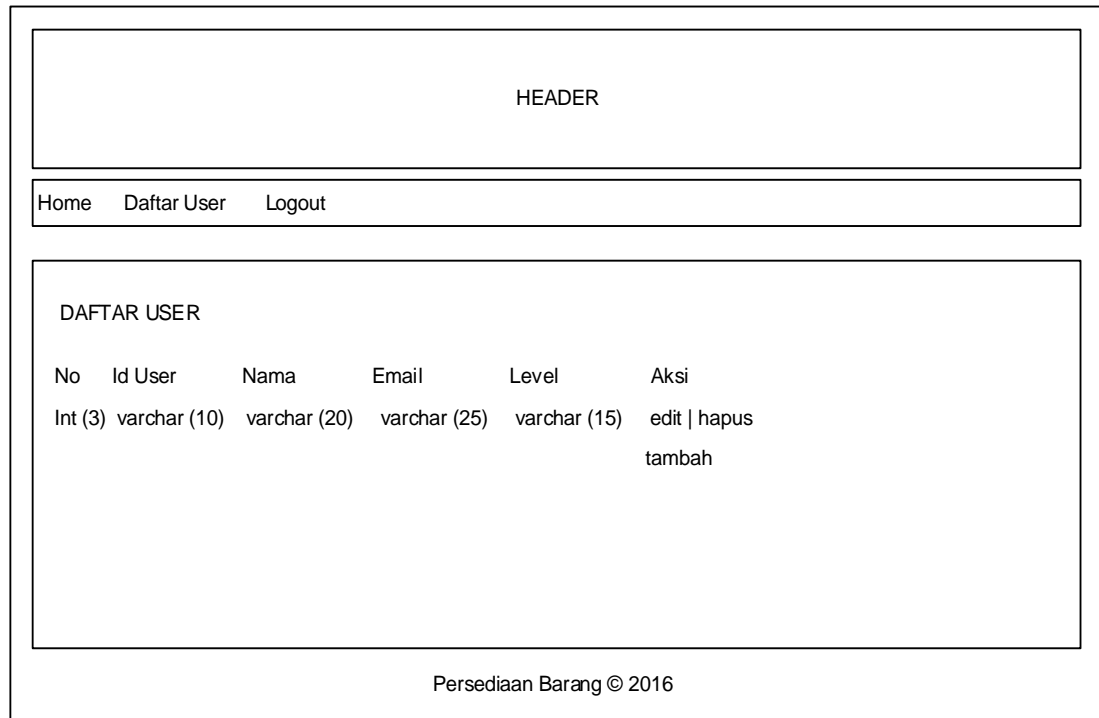 HEADER
Home Daftar User Logout
DAFTAR USER
No Id User Nama Email Level Aksi
Int (3) varchar (10) varchar (20) varchar (25) varchar (15) edit | hapus
tambah
Persediaan Barang © 2016